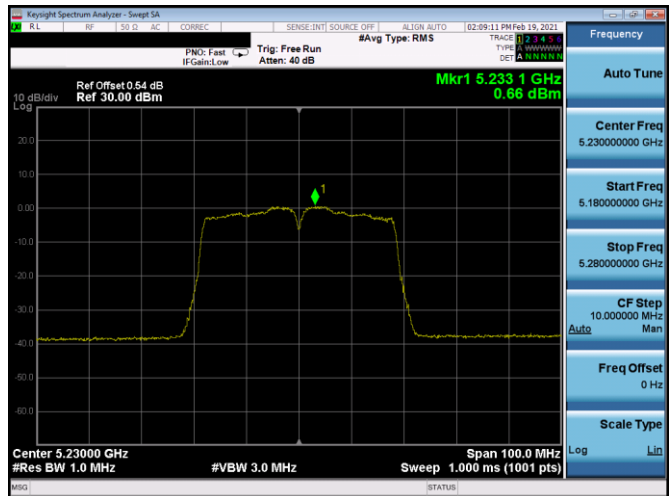 Keysight Spectrum Analyzer - Swept SA
RL RF 50 Ω AC CORREC SENSE:INT SOURCE OFF ALIGN AUTO 02:09:11 PM Feb 19, 2021
#Avg Type: RMS
TRACE 1 2 3 4 5 6
TYPE A WWWWW
DET A N N N N N
PNO: Fast
IFGain:Low
Trig: Free Run
Atten: 40 dB
Frequency
Mkr1 5.233 1 GHz
0.66 dBm
Ref Offset 0.54 dB
Ref 30.00 dBm
10 dB/div
Log
20.0
10.0
0.00
-10.0
-20.0
-30.0
-40.0
-50.0
-60.0
1
Center 5.23000 GHz
#Res BW 1.0 MHz
#VBW 3.0 MHz
Span 100.0 MHz
Sweep 1.000 ms (1001 pts)
Auto Tune
Center Freq
5.230000000 GHz
Start Freq
5.180000000 GHz
Stop Freq
5.280000000 GHz
CF Step
10.000000 MHz
Auto Man
Freq Offset
0 Hz
Scale Type
Log Lin
MSG STATUS